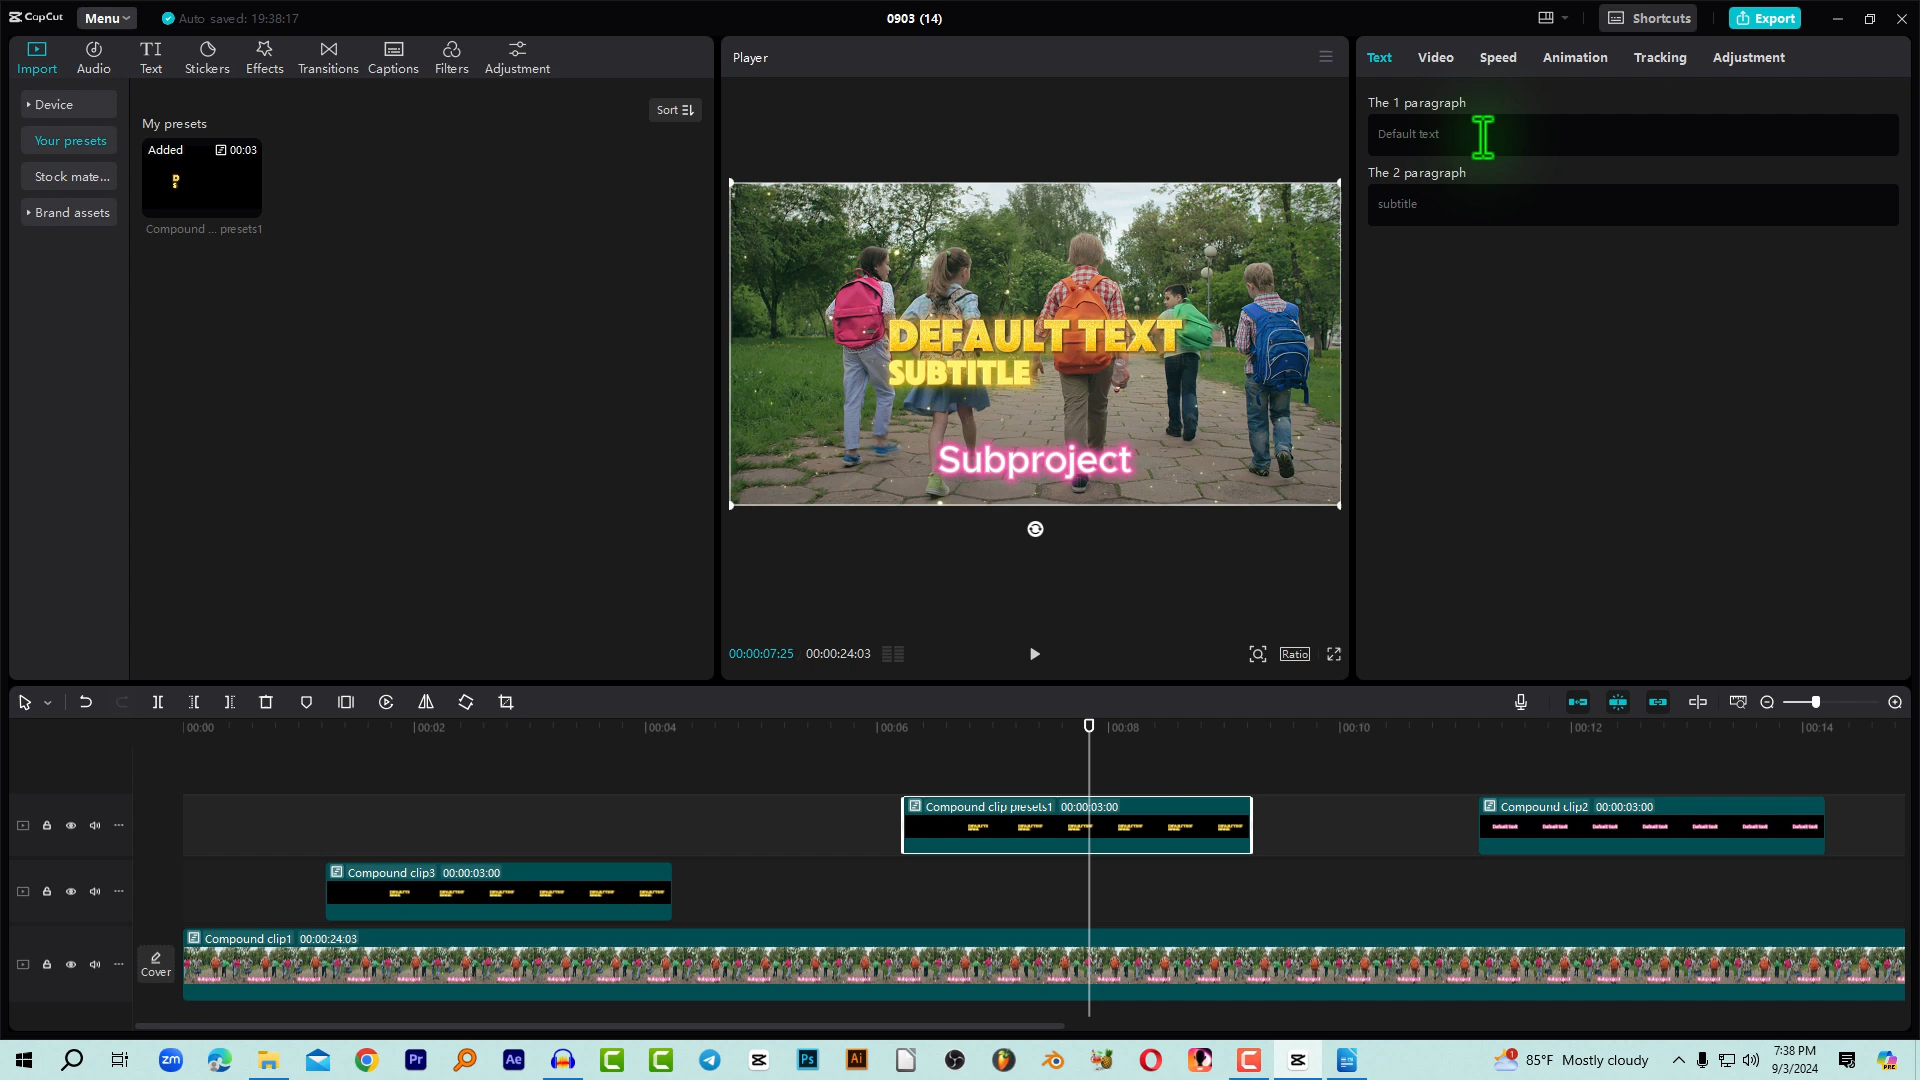 CapCut
Menu
Auto saved: 19:38:17
0903 (14)
Shortcuts
Export
Import
Audio
Text
Stickers
Effects
Transitions
Captions
Filters
Adjustment
Device
Your presets
Stock mate...
Brand assets
Sort
My presets
Added
00:03
Compound ... presets1
Player
DEFAULT TEXT
SUBTITLE
Subproject
00:00:07:25
00:00:24:03
Ratio
Text
Video
Speed
Animation
Tracking
Adjustment
The 1 paragraph
Default text
The 2 paragraph
subtitle
00:00
00:02
00:04
00:06
00:08
00:10
00:12
00:14
Compound clip presets1 00:00:03:00
Compound clip2 00:00:03:00
Compound clip3 00:00:03:00
Cover
Compound clip1 00:00:24:03
zm
Pr
Ae
Ps
Ai
85°F Mostly cloudy
7:38 PM
9/3/2024